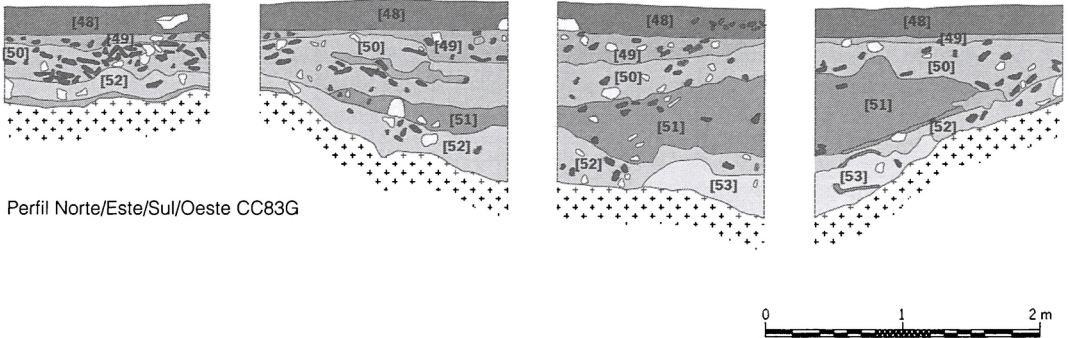 [48] [48] [48] [48]
[49] [50] [49] [49] [49]
[50] [50] [50]
[52] [51] [51] [51]
[52] [52] [52]
[53] [53]
Perfil Norte/Este/Sul/Oeste CC83G
0 1 2 m